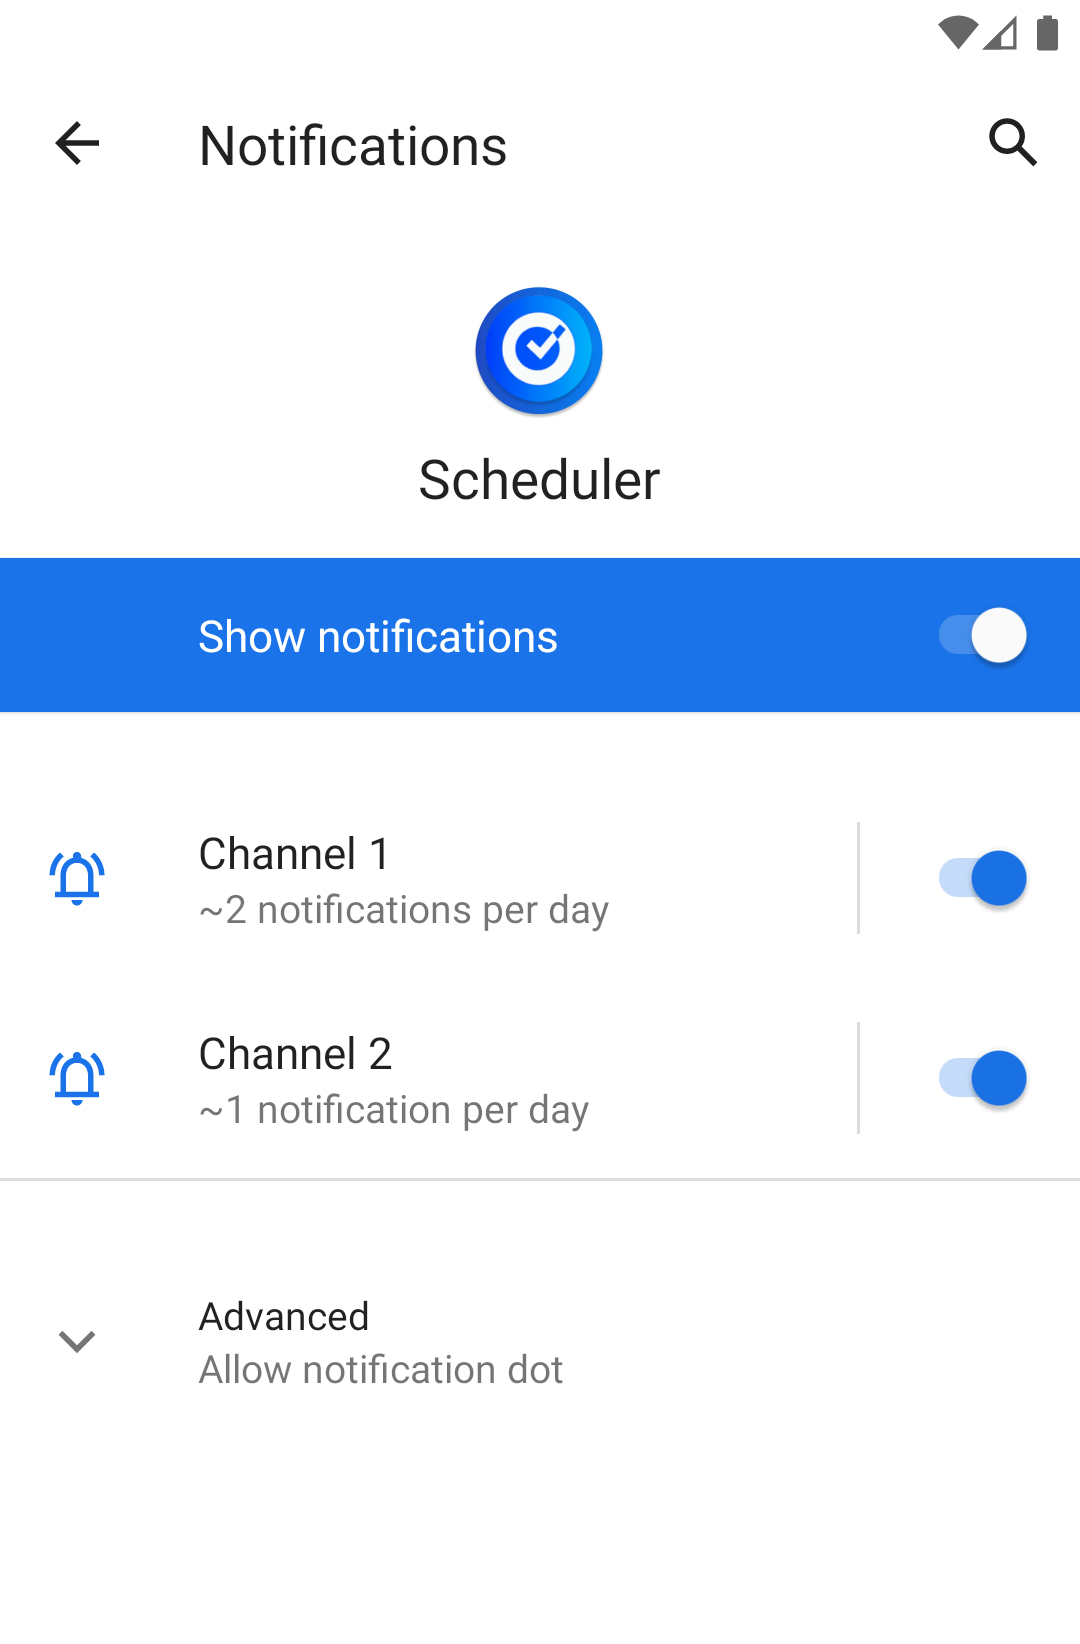 Notifications
Scheduler
Show notifications
Channel 1
~2 notifications per day
Channel 2
~1 notification per day
Advanced
Allow notification dot